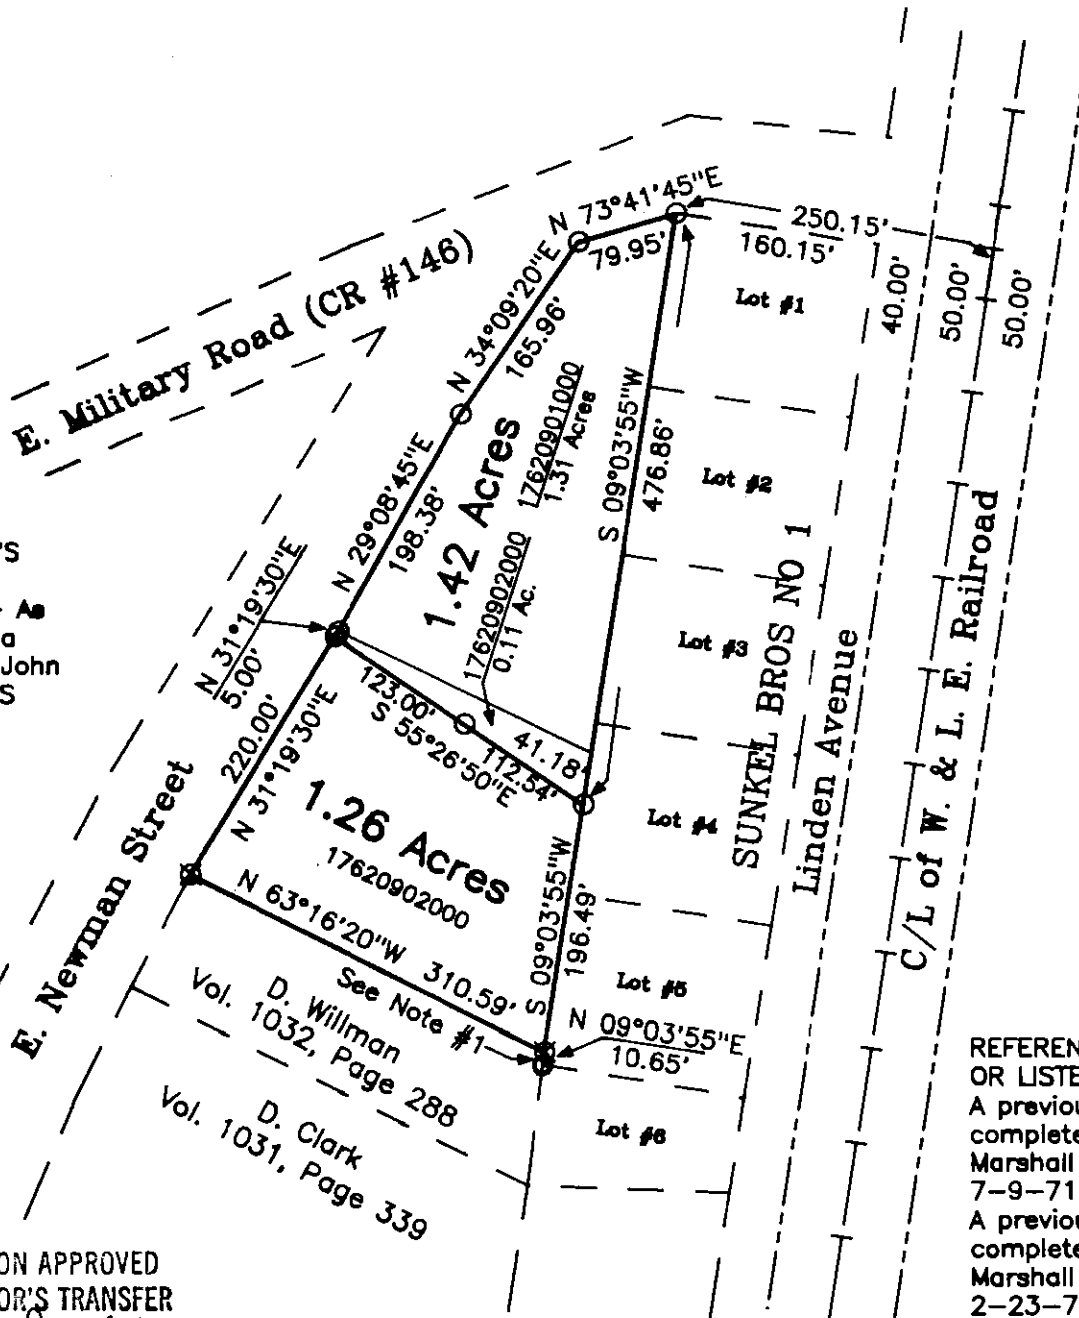 N 73°41'45"E
79.95'
250.15'
160.15'
40.00'
50.00'
50.00'
Lot #1
E. Military Road (CR #146)
N 34°09'20"E
165.96'
17620901000
1.31 Acres
1.42 Acres
S 09°03'55"W
476.86'
Lot #2
N 29°08'45"E
198.38'
17620902000
0.11 Ac.
'S
As
a
John
S
N 31°19'30"E
5.00'
Lot #3
SUNKEL BROS NO 1
Linden Avenue
C/L of W. & L. E. Railroad
220.00'
N 31°19'30"E
123.00'
S 55°26'50"E
41.18'
112.54'
Lot #4
1.26 Acres
17620902000
E. Newman Street
N 63°16'20"W 310.59'
S 09°03'55"W
196.49'
Lot #5
See Note #1
N 09°03'55"E
10.65'
D. Willman
Vol. 1032, Page 288
D. Clark
Vol. 1031, Page 339
Lot #6
REFEREN
OR LISTE
A previou
complete
Marshall
7-9-71
A previou
complete
Marshall
2-23-7
ON APPROVED
OR'S TRANSFER